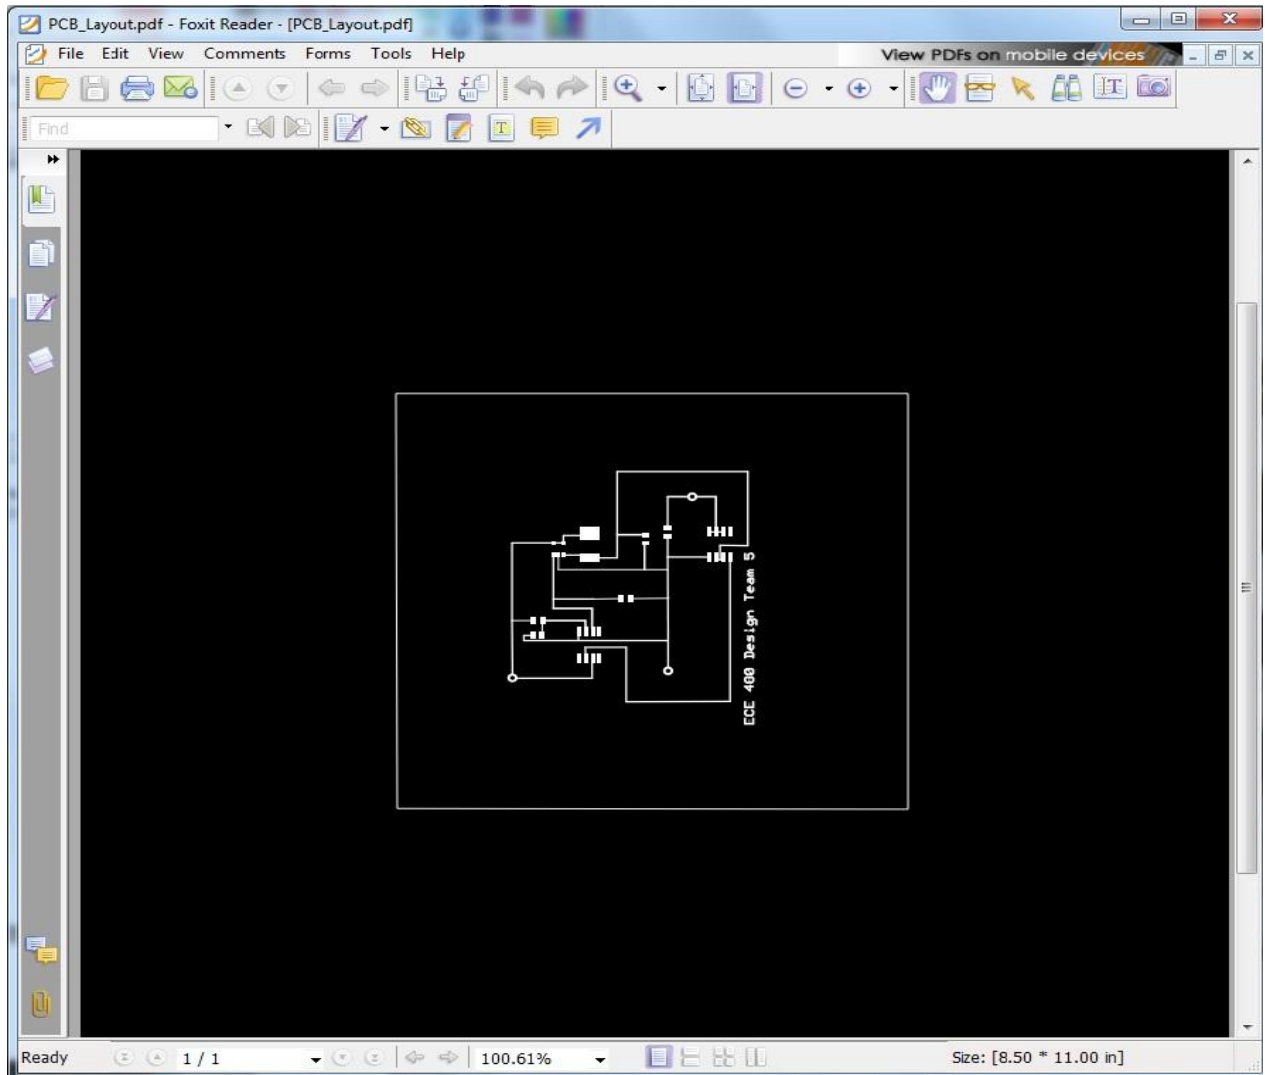 PCB_Layout.pdf - Foxit Reader - [PCB_Layout.pdf]
File Edit View Comments Forms Tools Help
View PDFs on mobile devices
Find
ECE 400 Design Team 5
Ready
1 / 1
100.61%
Size: [8.50 * 11.00 in]